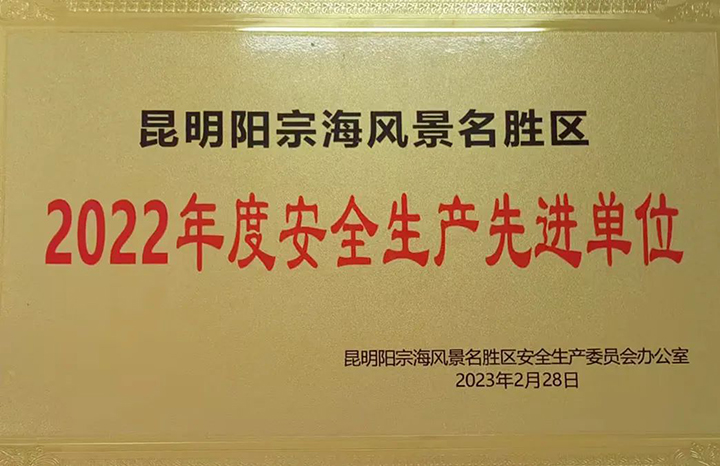 昆明阳宗海风景名胜区
2022年度安全生产先进单位
昆明阳宗海风景名胜区安全生产委员会办公室
2023年2月28日